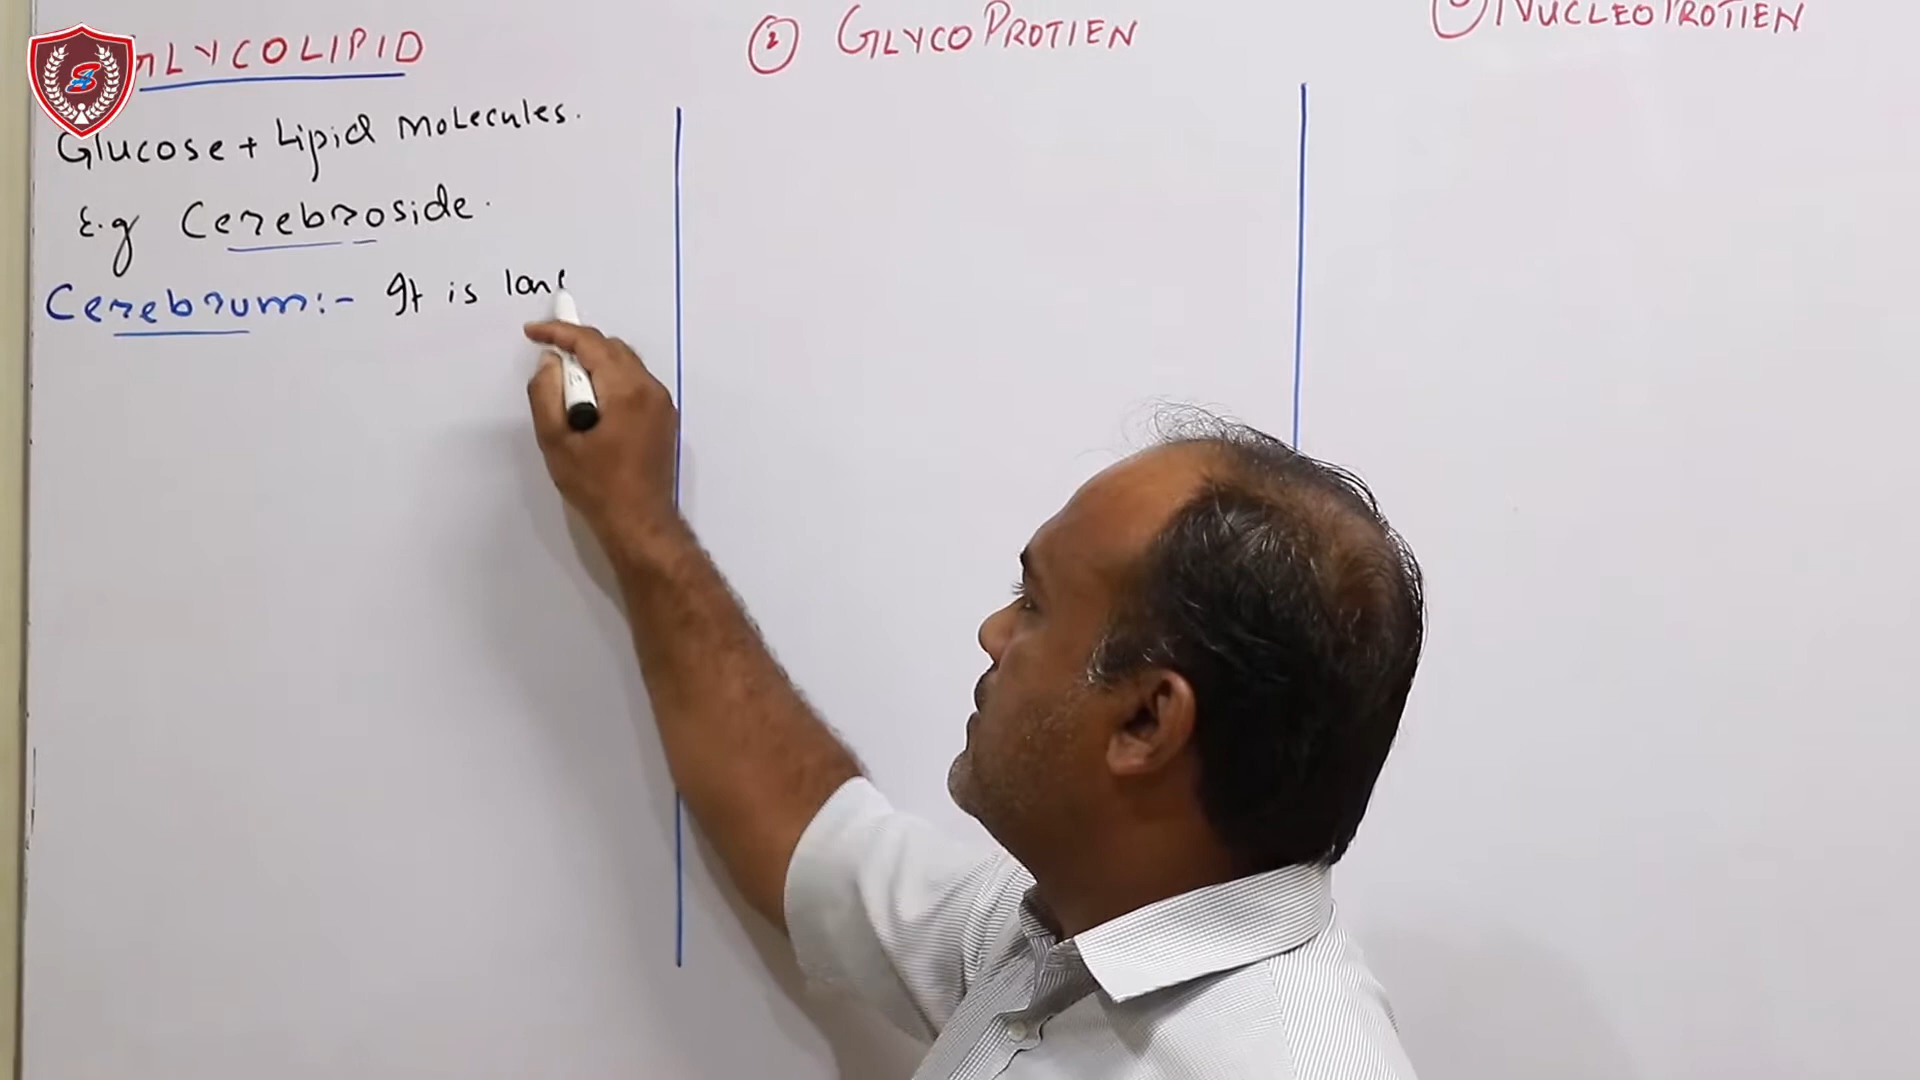 GLYCOLIPID
Glucose + Lipid Molecules.
E.g Cerebroside.
Cerebrum:- It is
② GLYCOPROTIEN
NUCLEOPROTIEN